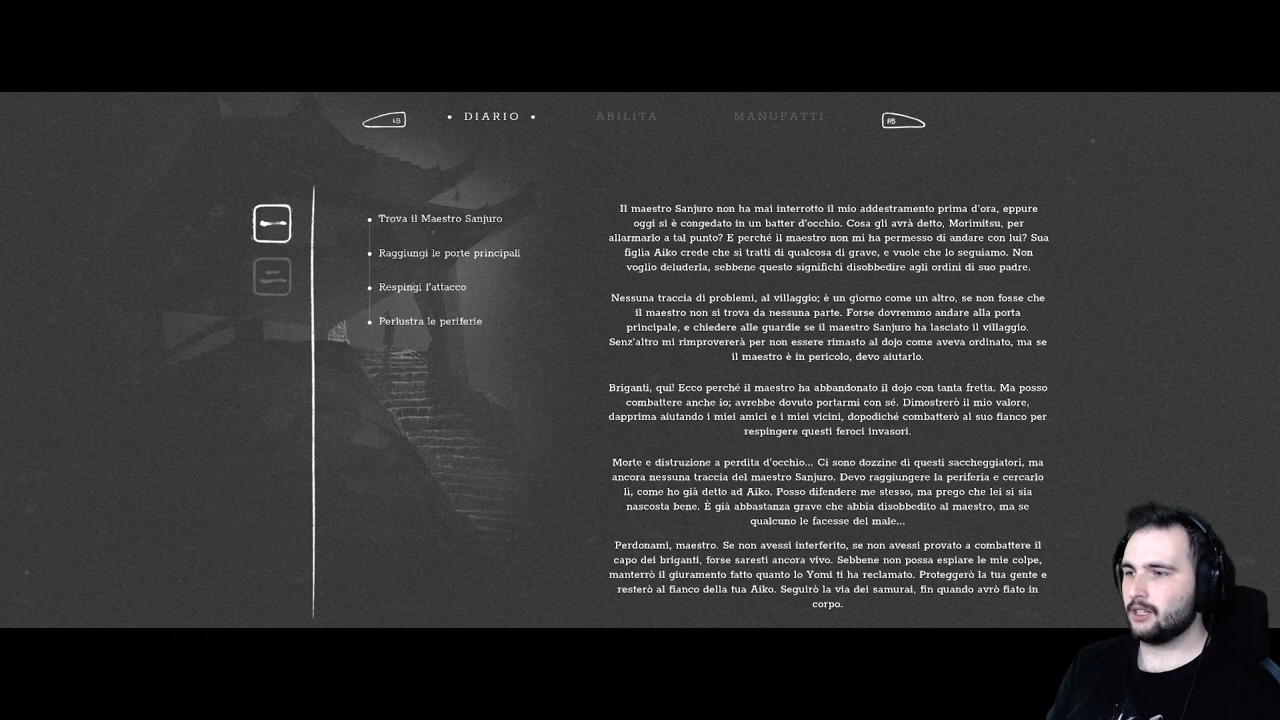 LB
DIARIO
ABILITÀ
MANUFATTI
RB
Trova il Maestro Sanjuro
Raggiungi le porte principali
Respingi l'attacco
Perlustra le periferie
Il maestro Sanjuro non ha mai interrotto il mio addestramento prima d'ora, eppure
oggi si è congedato in un batter d'occhio. Cosa gli avrà detto, Morimitsu, per
allarmarlo a tal punto? E perché il maestro non mi ha permesso di andare con lui? Sua
figlia Aiko crede che si tratti di qualcosa di grave, e vuole che lo seguiamo. Non
voglio deluderla, sebbene questo significhi disobbedire agli ordini di suo padre.
Nessuna traccia di problemi, al villaggio; è un giorno come un altro, se non fosse che
il maestro non si trova da nessuna parte. Forse dovremmo andare alla porta
principale, e chiedere alle guardie se il maestro Sanjuro ha lasciato il villaggio.
Senz'altro mi rimprovererà per non essere rimasto al dojo come aveva ordinato, ma se
il maestro è in pericolo, devo aiutarlo.
Briganti, qui! Ecco perché il maestro ha abbandonato il dojo con tanta fretta. Ma posso
combattere anche io; avrebbe dovuto portarmi con sé. Dimostrerò il mio valore,
dapprima aiutando i miei amici e i miei vicini, dopodiché combatterò al suo fianco per
respingere questi feroci invasori.
Morte e distruzione a perdita d'occhio... Ci sono dozzine di questi saccheggiatori, ma
ancora nessuna traccia del maestro Sanjuro. Devo raggiungere la periferia e cercarlo
lì, come ho già detto ad Aiko. Posso difendere me stesso, ma prego che lei si sia
nascosta bene. È già abbastanza grave che abbia disobbedito al maestro, ma se
qualcuno le facesse del male...
Perdonami, maestro. Se non avessi interferito, se non avessi provato a combattere il
capo dei briganti, forse saresti ancora vivo. Sebbene non possa espiare le mie colpe,
manterrò il giuramento fatto quanto lo Yomi ti ha reclamato. Proteggerò la tua gente e
resterò al fianco della tua Aiko. Seguirò la via dei samurai, fin quando avrò fiato in
corpo.